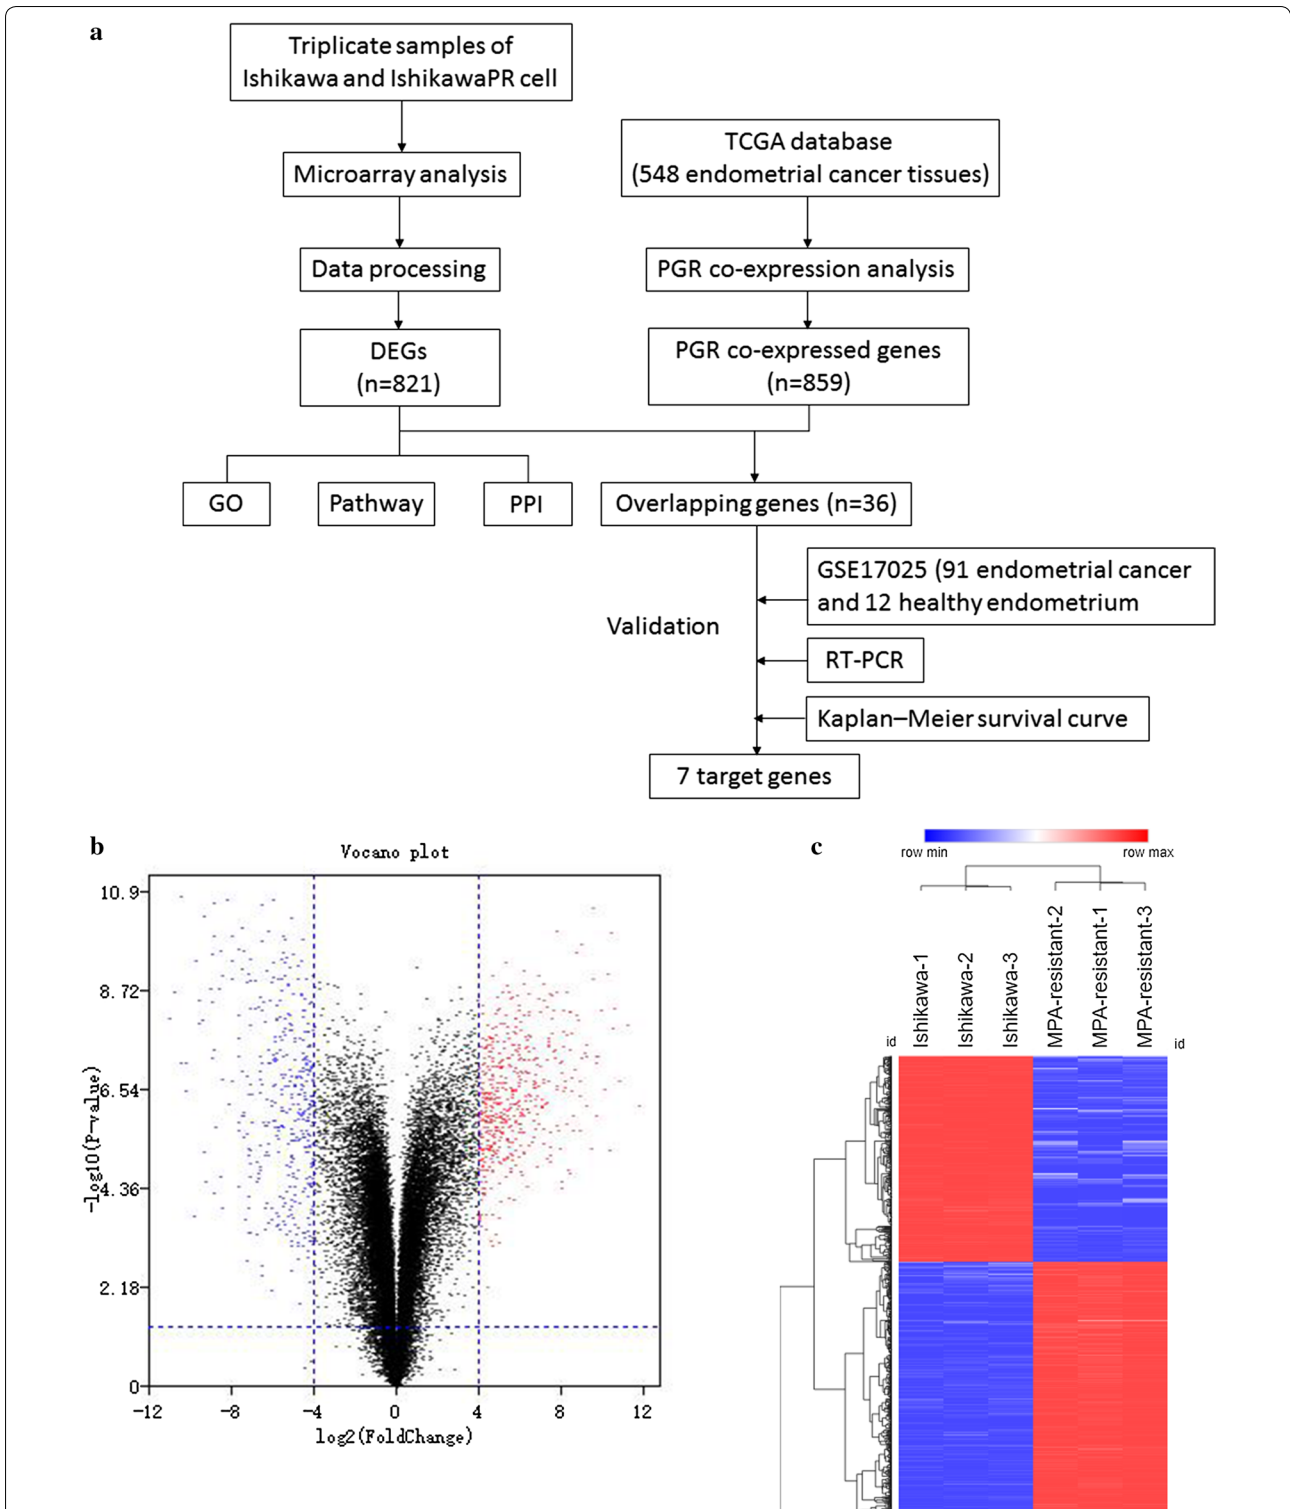 a
Triplicate samples of
Ishikawa and IshikawaPR cell
Microarray analysis
Data processing
DEGs
(n=821)
TCGA database
(548 endometrial cancer tissues)
PGR co-expression analysis
PGR co-expressed genes
(n=859)
GO
Pathway
PPI
Overlapping genes (n=36)
Validation
GSE17025 (91 endometrial cancer
and 12 healthy endometrium
RT-PCR
Kaplan–Meier survival curve
7 target genes
b
Vocano plot
-log10(P-value)
10.9
8.72
6.54
4.36
2.18
0
-12 -8 -4 0 4 8 12
log2(FoldChange)
c
row min
row max
id
Ishikawa-1
Ishikawa-2
Ishikawa-3
MPA-resistant-2
MPA-resistant-1
MPA-resistant-3
id